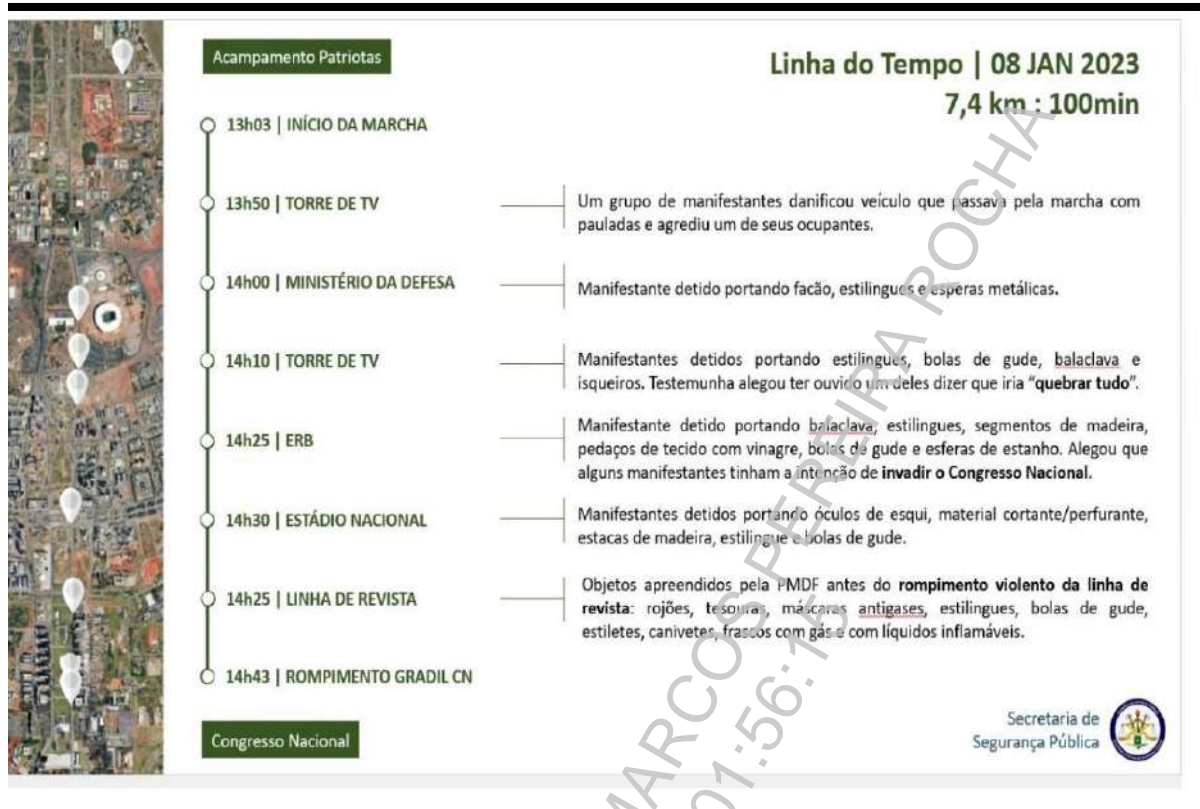 Acampamento Patriotas
Linha do Tempo | 08 JAN 2023
7,4 km : 100min
13h03 | INÍCIO DA MARCHA
13h50 | TORRE DE TV
Um grupo de manifestantes danificou veículo que passava pela marcha com
pauladas e agrediu um de seus ocupantes.
14h00 | MINISTÉRIO DA DEFESA
Manifestante detido portando facão, estilingues e esperas metálicas.
14h10 | TORRE DE TV
Manifestantes detidos portando estilingues, bolas de gude, balaclava e
isqueiros. Testemunha alegou ter ouvido um deles dizer que iria “quebrar tudo”.
14h25 | ERB
Manifestante detido portando balaclava, estilingues, segmentos de madeira,
pedaços de tecido com vinagre, bolas de gude e esferas de estanho. Alegou que
alguns manifestantes tinham a intenção de invadir o Congresso Nacional.
14h30 | ESTÁDIO NACIONAL
Manifestantes detidos portando óculos de esqui, material cortante/perfurante,
estacas de madeira, estilingue e bolas de gude.
14h25 | LINHA DE REVISTA
Objetos apreendidos pela PMDF antes do rompimento violento da linha de
revista: rojões, tesouras, máscaras antigases, estilingues, bolas de gude,
estiletes, canivetes, frascos com gás e com líquidos inflamáveis.
14h43 | ROMPIMENTO GRADIL CN
Congresso Nacional
Secretaria de
Segurança Pública
MARCOS PEREIRA ROCHA
01:56:15